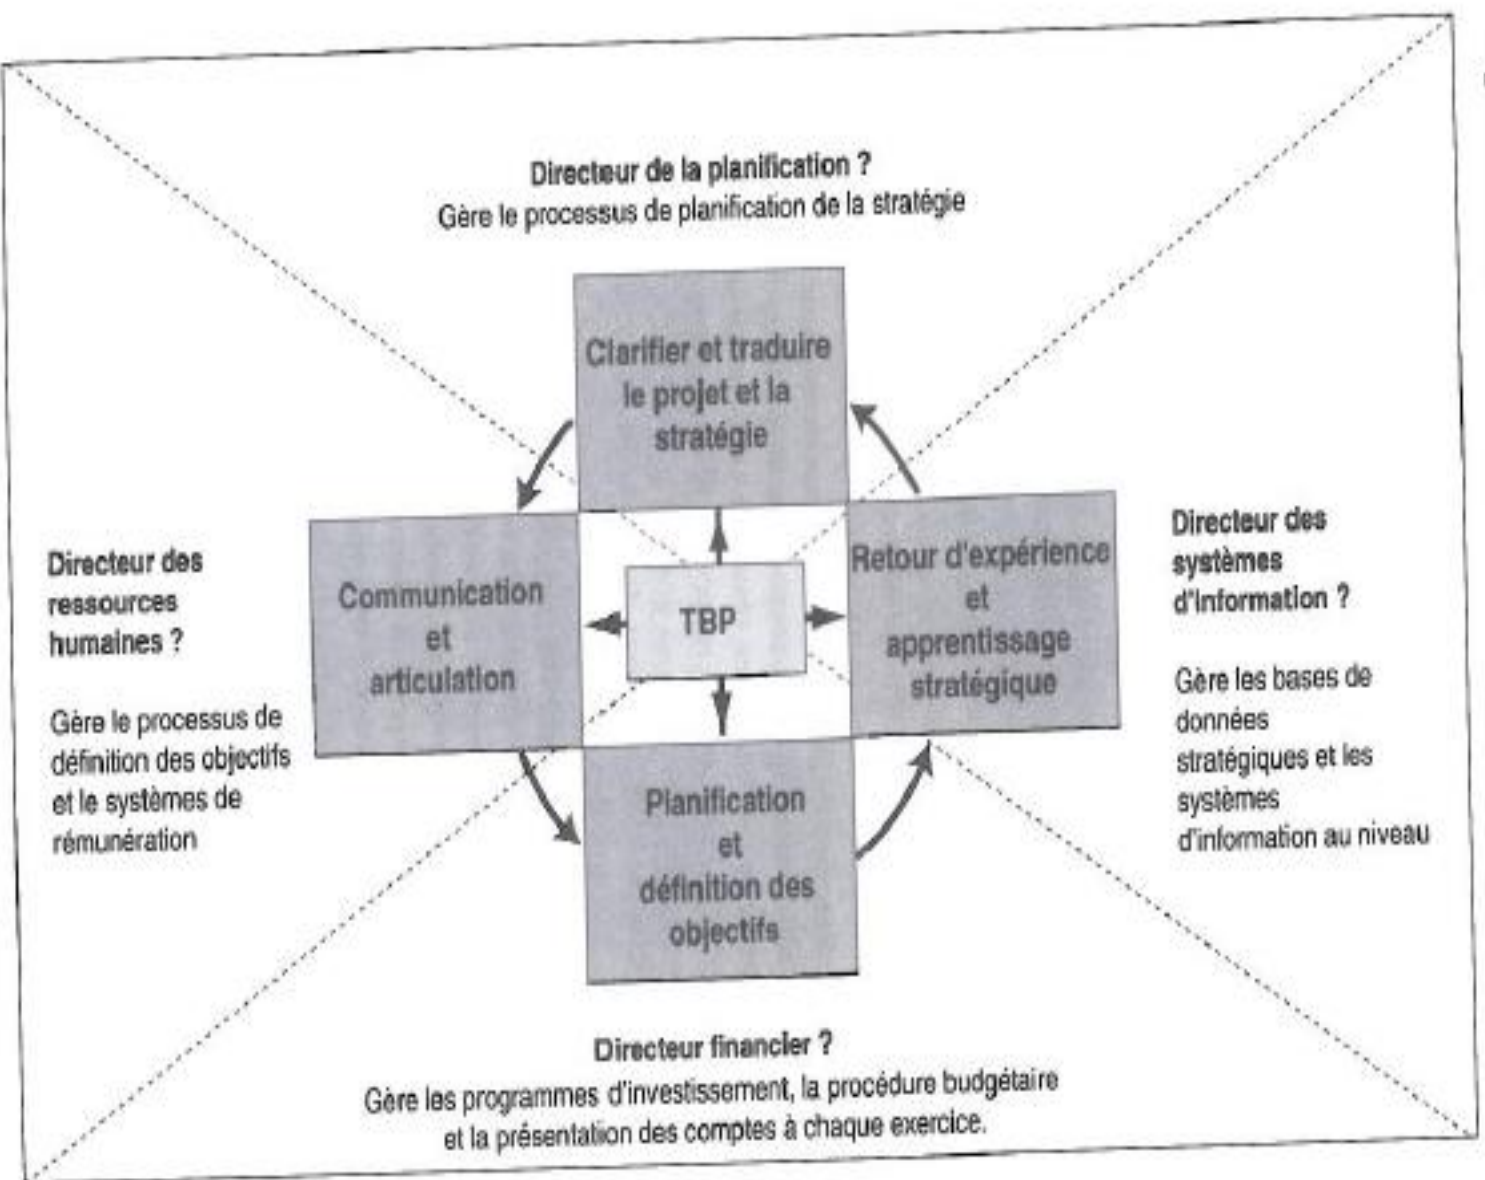 Directeur de la planification ?
Gère le processus de planification de la stratégie
Clarifier et traduire
le projet et la
stratégie
Directeur des
ressources
humaines ?
Gère le processus de
définition des objectifs
et le systèmes de
rémunération
Communication
et
articulation
TBP
Retour d'expérience
et
apprentissage
stratégique
Directeur des
systèmes
d'information ?
Gère les bases de
données
stratégiques et les
systèmes
d'information au niveau
Planification
et
définition des
objectifs
Directeur financier ?
Gère les programmes d'investissement, la procédure budgétaire
et la présentation des comptes à chaque exercice.